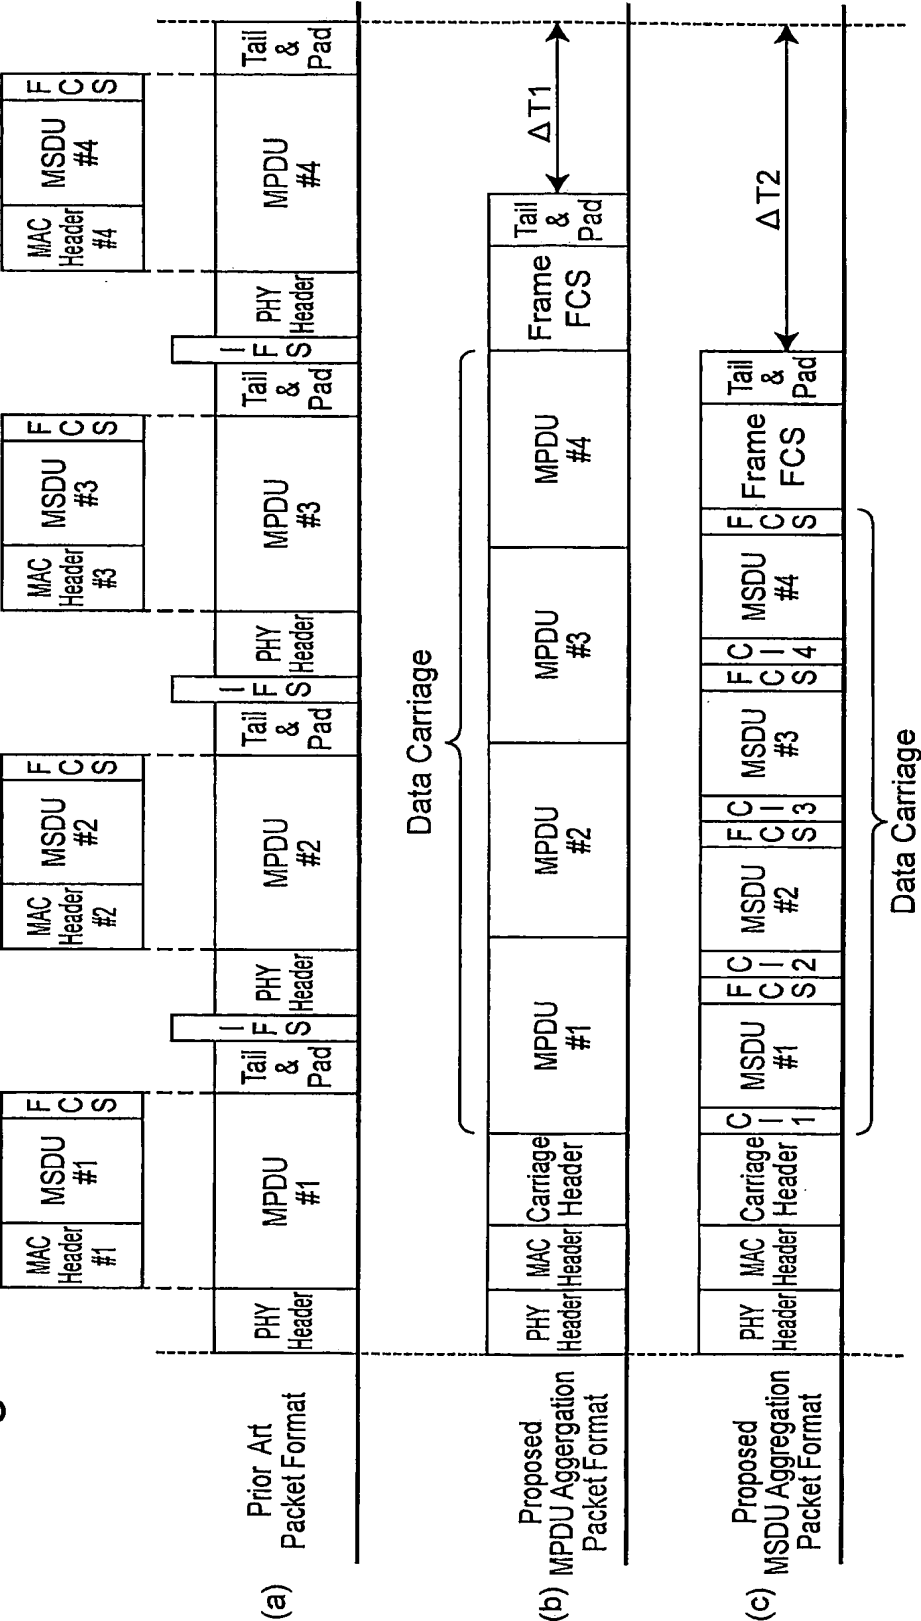 MAC
Header
#1
MSDU
#1
F
C
S
MAC
Header
#2
MSDU
#2
F
C
S
MAC
Header
#3
MSDU
#3
F
C
S
MAC
Header
#4
MSDU
#4
F
C
S
(a)
Prior Art
Packet Format
PHY
Header
MPDU
#1
Tail
&
Pad
I
F
S
PHY
Header
MPDU
#2
Tail
&
Pad
I
F
S
PHY
Header
MPDU
#3
Tail
&
Pad
I
F
S
PHY
Header
MPDU
#4
Tail
&
Pad
Data Carriage
(b)
Proposed
MPDU Aggergation
Packet Format
PHY
Header
MAC
Header
Carriage
Header
MPDU
#1
MPDU
#2
MPDU
#3
MPDU
#4
Frame
FCS
Tail
&
Pad
ΔT1
(c)
Proposed
MSDU Aggregation
Packet Format
PHY
Header
MAC
Header
Carriage
Header
C
I
1
MSDU
#1
F
C
S
C
I
2
MSDU
#2
F
C
S
C
I
3
MSDU
#3
F
C
S
C
I
4
MSDU
#4
F
C
S
Frame
FCS
Tail
&
Pad
ΔT2
Data Carriage